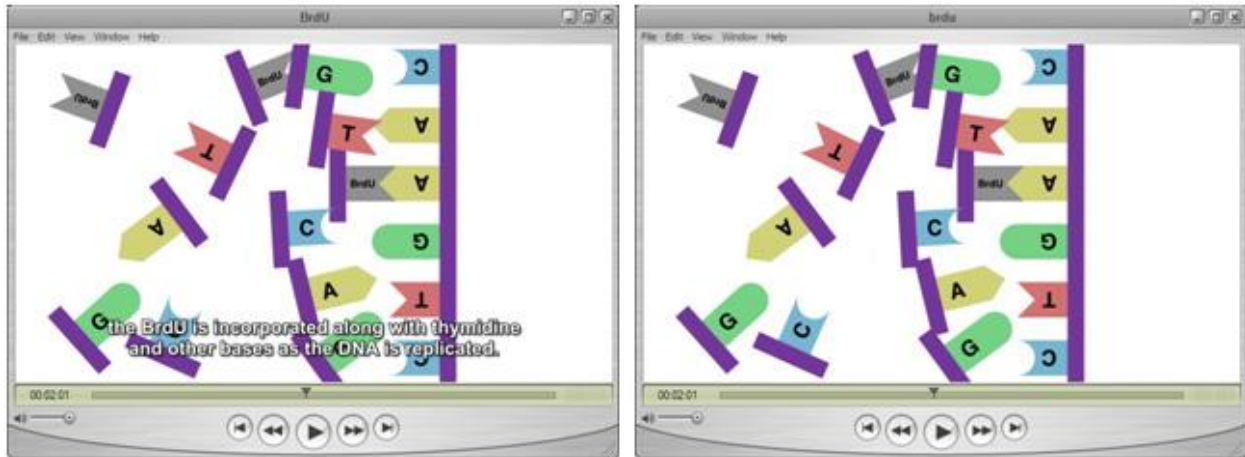 BrdU
File Edit View Window Help
BrdU
BrdU
G
C
T
T
A
BrdU
A
A
C
G
A
T
G
C
G
C
the BrdU is incorporated along with thymidine
and other bases as the DNA is replicated.
00:02:01
brdu
File Edit View Window Help
BrdU
BrdU
G
C
T
T
A
BrdU
A
A
C
G
A
T
G
C
G
C
00:02:01